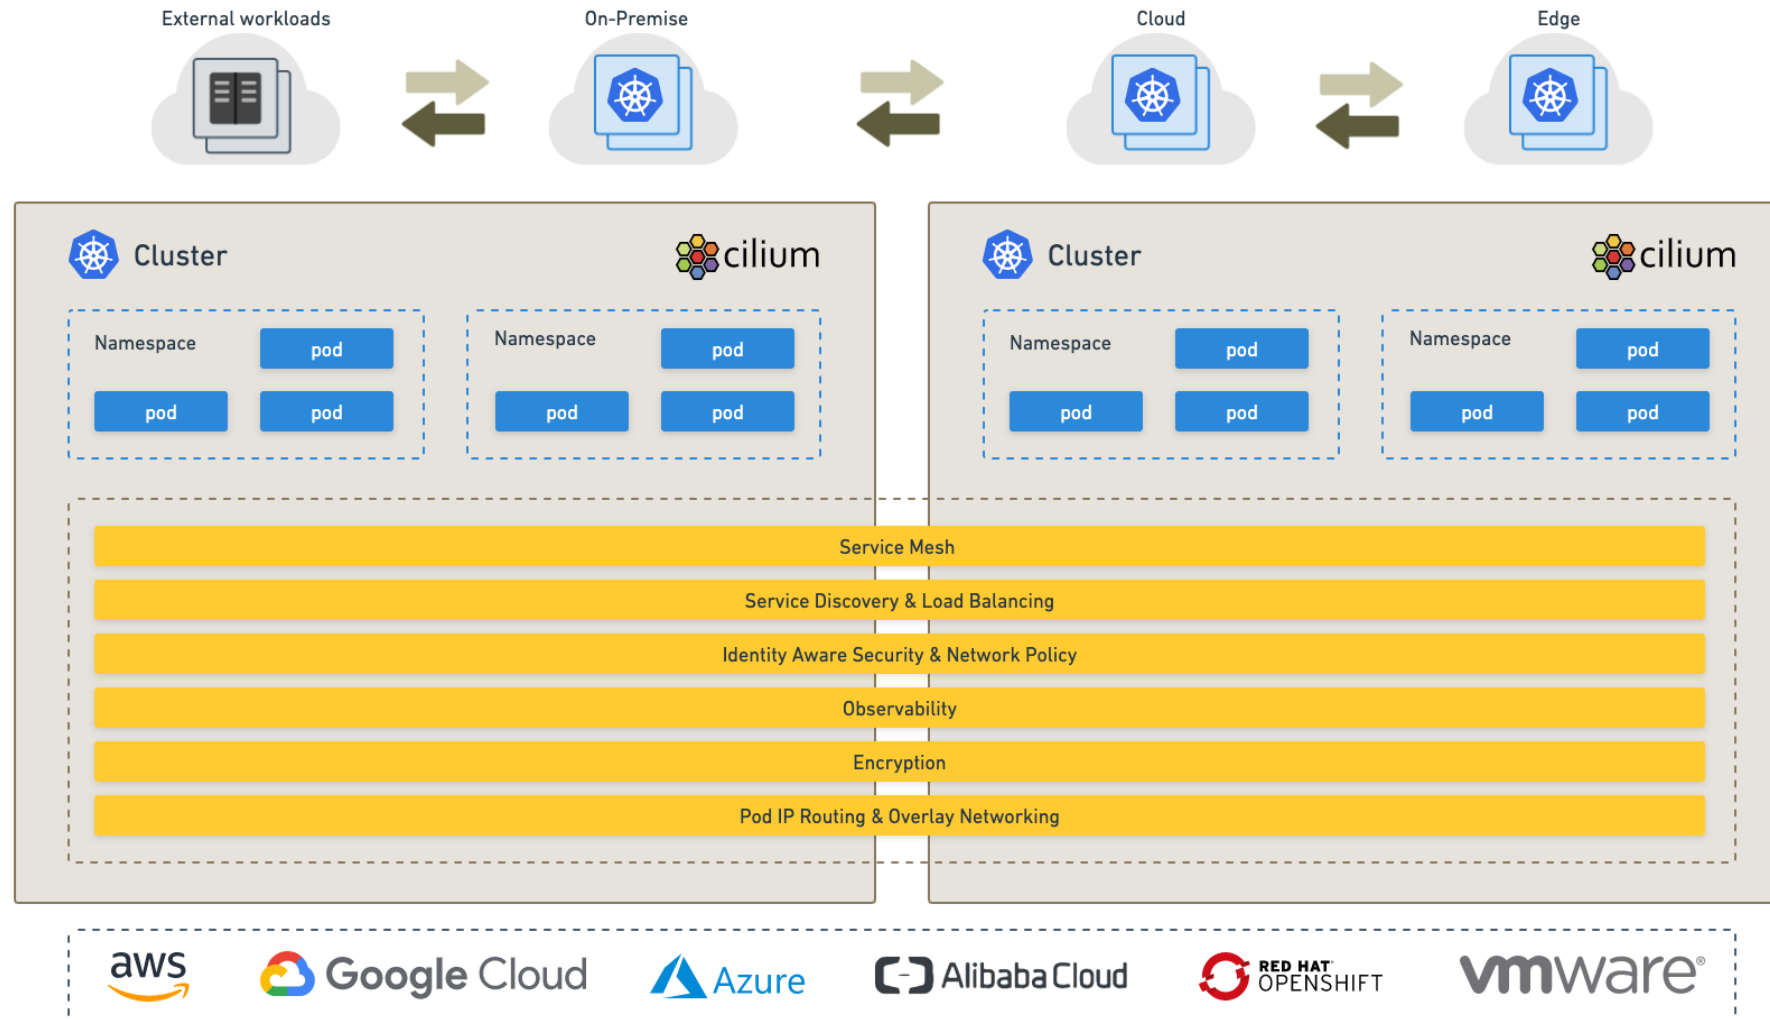 External workloads
On-Premise
Cloud
Edge
Cluster
cilium
Cluster
cilium
Namespace
pod
pod
pod
Namespace
pod
pod
pod
Namespace
pod
pod
pod
Namespace
pod
pod
pod
Service Mesh
Service Discovery & Load Balancing
Identity Aware Security & Network Policy
Observability
Encryption
Pod IP Routing & Overlay Networking
aws
Google Cloud
Azure
Alibaba Cloud
RED HAT®
OPENSHIFT
vmware®